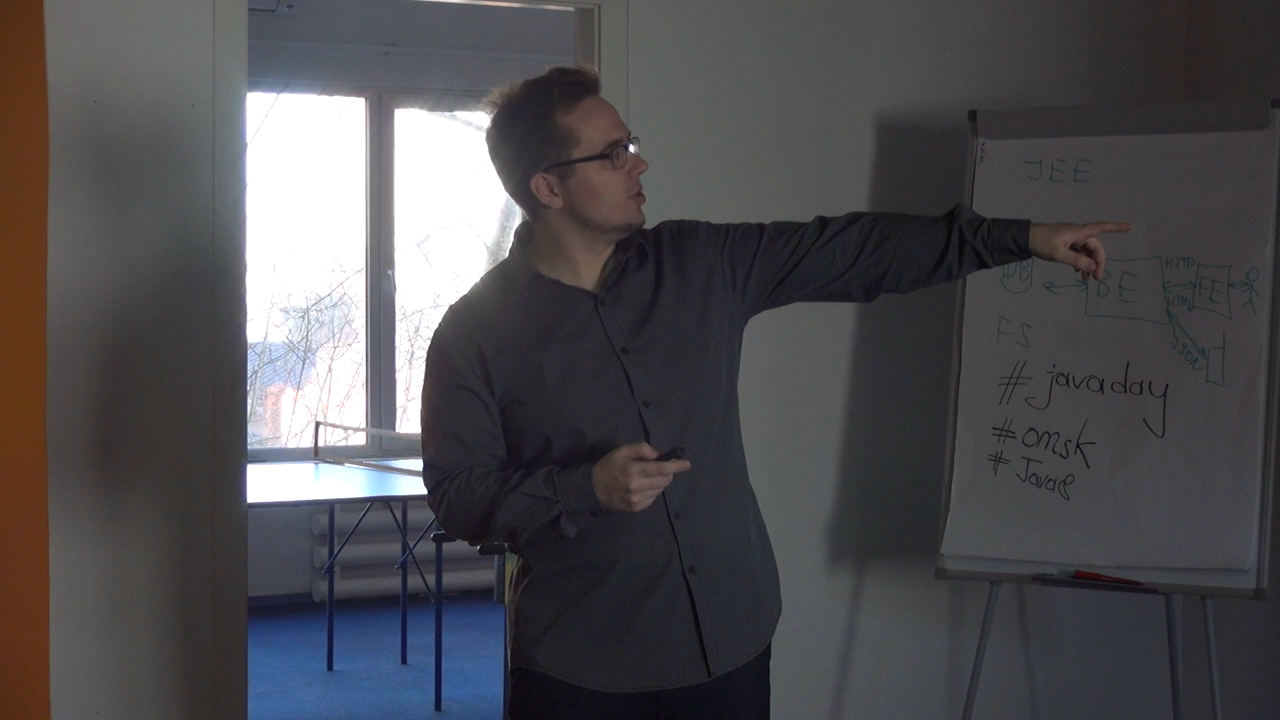 JEE
DB BE HTTP FE
HTML
JSON
FS
# javaday
# omsk
# Java8